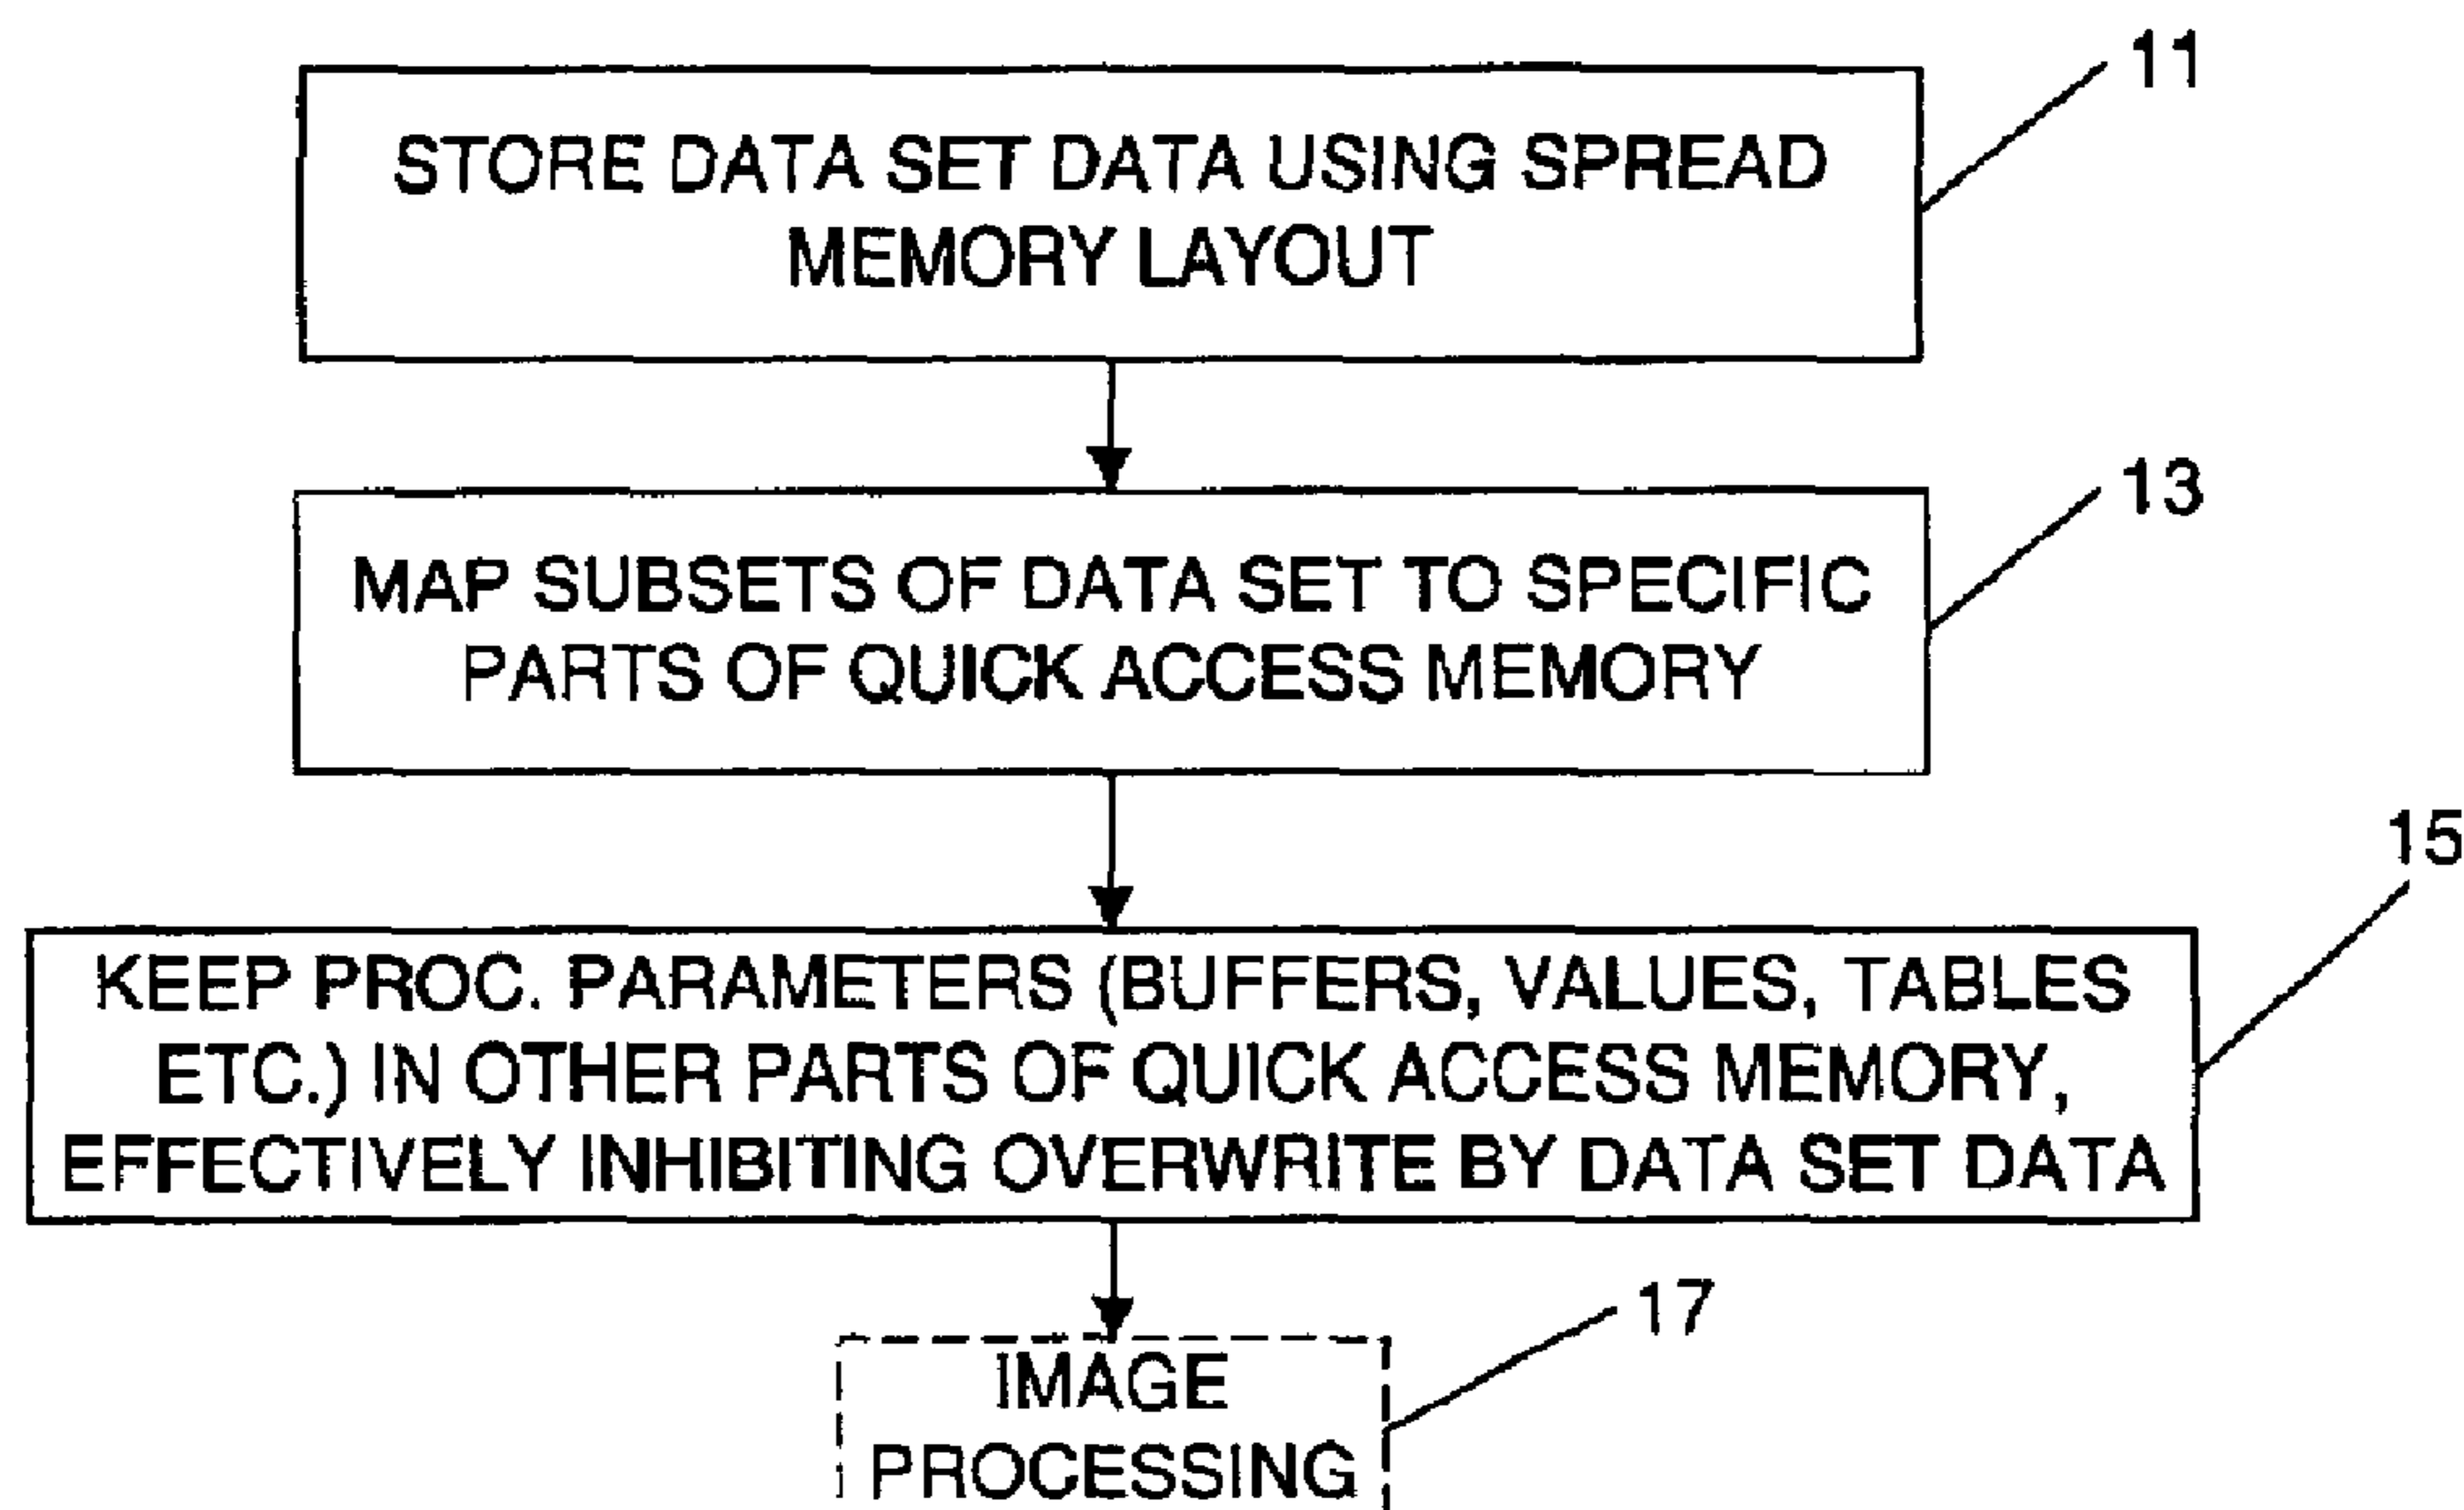 11
STORE DATA SET DATA USING SPREAD
MEMORY LAYOUT
13
MAP SUBSETS OF DATA SET TO SPECIFIC
PARTS OF QUICK ACCESS MEMORY
15
KEEP PROC. PARAMETERS (BUFFERS, VALUES, TABLES
ETC.) IN OTHER PARTS OF QUICK ACCESS MEMORY,
EFFECTIVELY INHIBITING OVERWRITE BY DATA SET DATA
17
IMAGE
PROCESSING